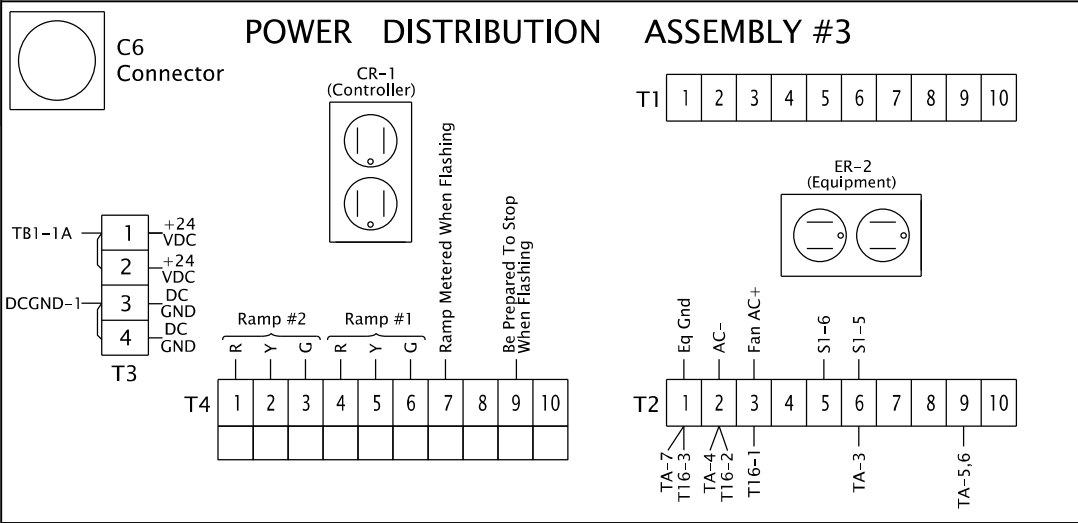 POWER DISTRIBUTION ASSEMBLY #3
C6
Connector
CR-1
(Controller)
T1 1 2 3 4 5 6 7 8 9 10
ER-2
(Equipment)
TB1-1A
1 +24
VDC
2 +24
VDC
DCGND-1
3 DC
GND
4 DC
GND
T3
Ramp #2
R
Y
G
Ramp #1
R
Y
G
Ramp Metered When Flashing
Be Prepared To Stop
When Flashing
T4 1 2 3 4 5 6 7 8 9 10
Eq Gnd
AC-
Fan AC+
S1-6
S1-5
T2 1 2 3 4 5 6 7 8 9 10
TA-7
T16-3
TA-4
T16-2
T16-1
TA-3
TA-5,6